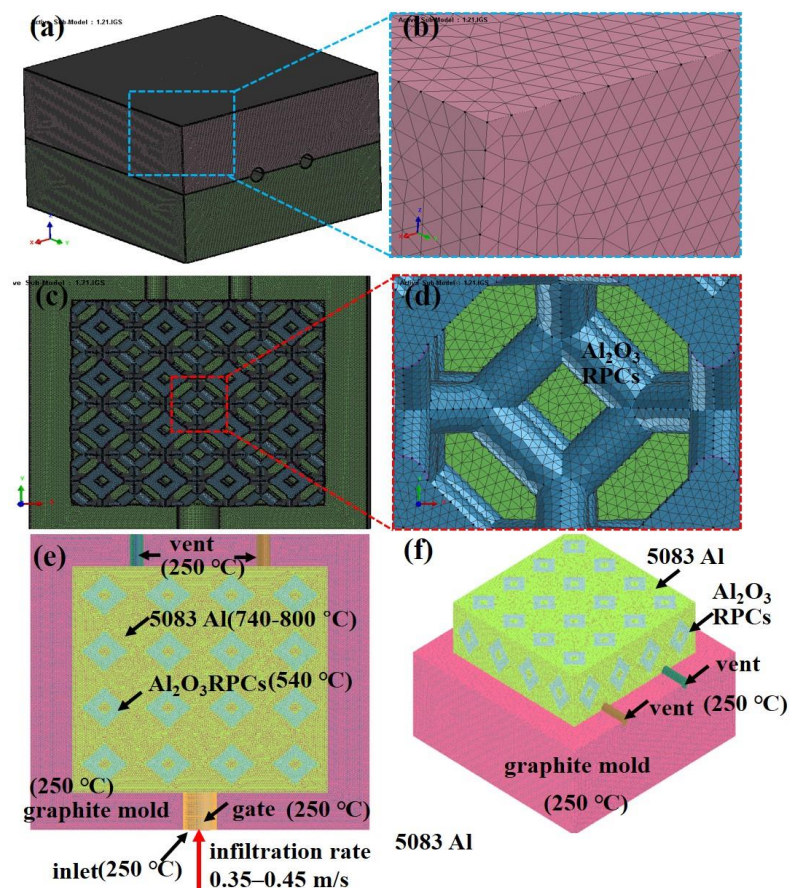 Active Sub-Model : 1.21.IGS
(a)
Active Sub-Model : 1.21.IGS
(b)
ve Sub-Model : 1.21.IGS
(c)
Active Sub-Model : 1.21.IGS
(d)
Al₂O₃
RPCs
(e)
vent
(250 °C)
5083 Al(740-800 °C)
Al₂O₃RPCs(540 °C)
(250 °C)
graphite mold
gate (250 °C)
inlet(250 °C)
infiltration rate
0.35–0.45 m/s
(f)
5083 Al
Al₂O₃
RPCs
vent
vent (250 °C)
graphite mold
(250 °C)
5083 Al